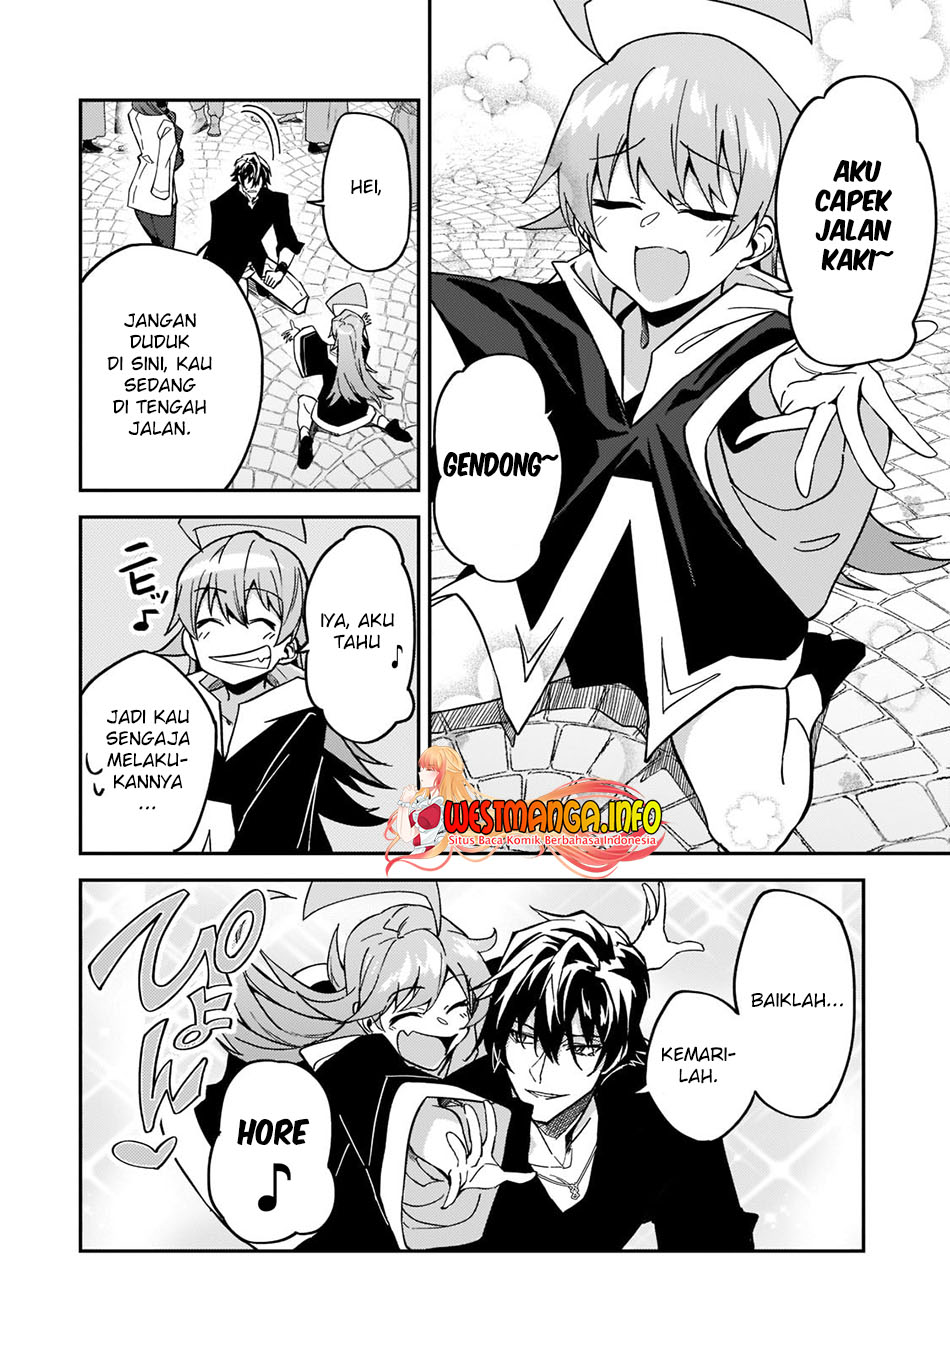 AKU
CAPEK
JALAN
KAKI~
GENDONG~
HEI,
JANGAN
DUDUK
DI SINI, KAU
SEDANG
DI TENGAH
JALAN.
IYA, AKU
TAHU
♪
ニヒッ♪
JADI KAU
SENGAJA
MELAKU-
KANNYA
...
WESTMANGA.INFO
Situs Baca Komik Berbahasa Indonesia
BAIKLAH...
KEMARI-
LAH.
HORE
♪
ぴょん♡